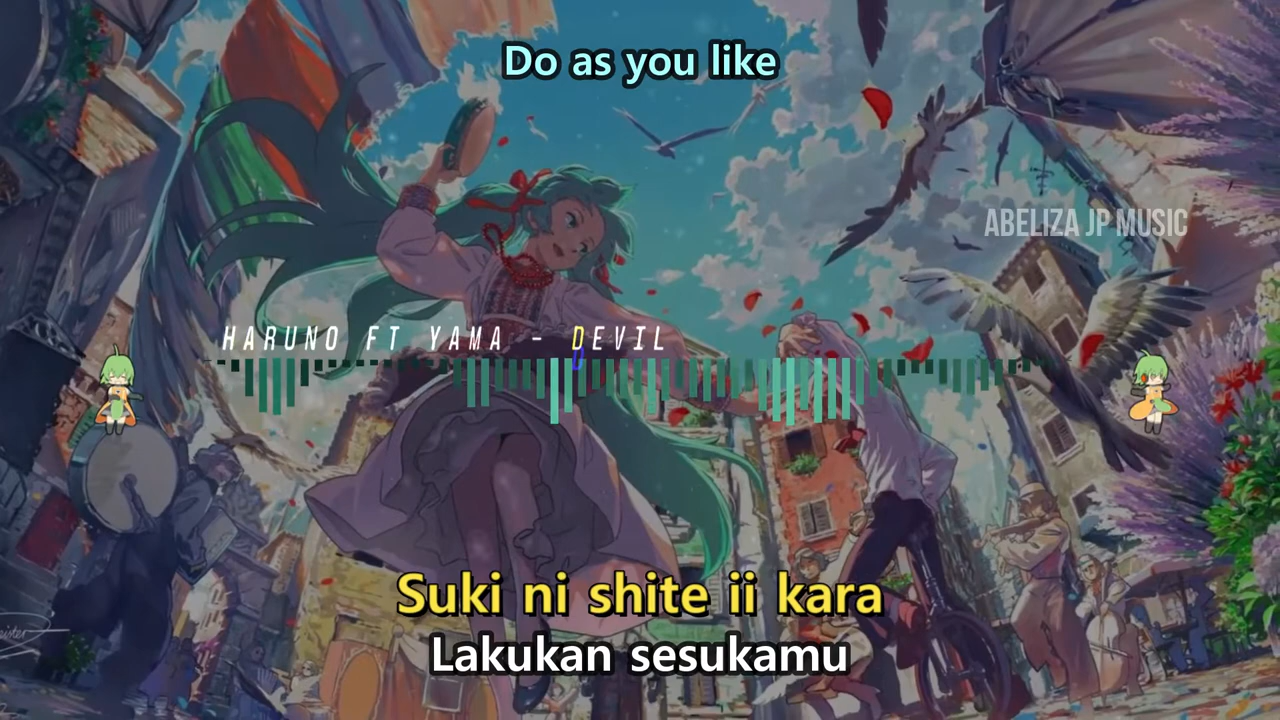 Do as you like
ABELIZA JP MUSIC
HARUNO FT YAMA - DEVIL
Suki ni shite ii kara
Lakukan sesukamu